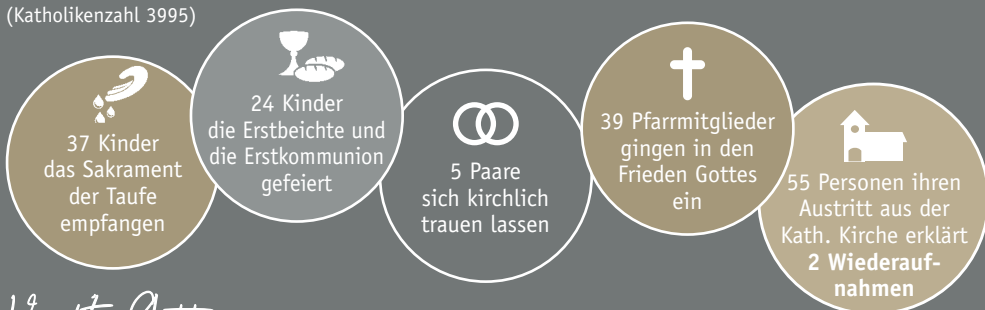 (Katholikenzahl 3995)
37 Kinder
das Sakrament
der Taufe
empfangen
24 Kinder
die Erstbeichte und
die Erstkommunion
gefeiert
5 Paare
sich kirchlich
trauen lassen
39 Pfarrmitglieder
gingen in den
Frieden Gottes
ein
55 Personen ihren
Austritt aus der
Kath. Kirche erklärt
2 Wiederauf-
nahmen